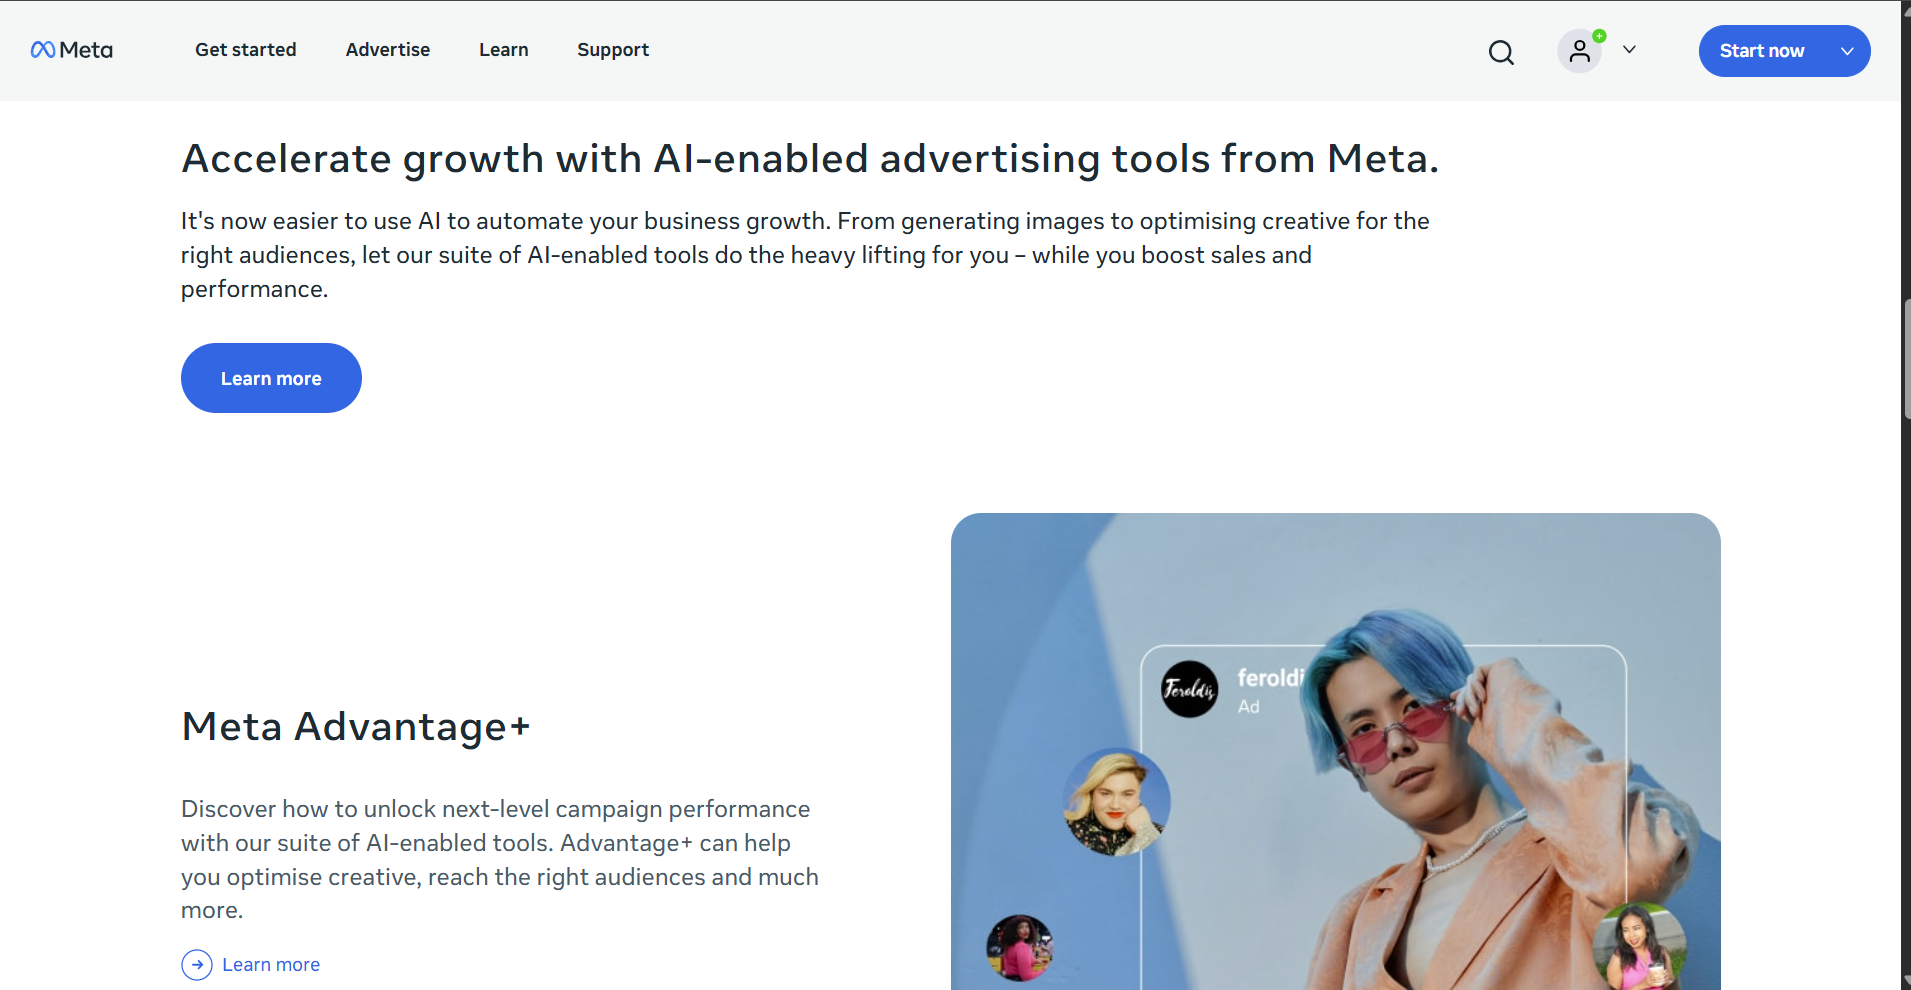 Meta
Get started
Advertise
Learn
Support
Start now
Accelerate growth with AI-enabled advertising tools from Meta.
It's now easier to use AI to automate your business growth. From generating images to optimising creative for the
right audiences, let our suite of AI-enabled tools do the heavy lifting for you – while you boost sales and
performance.
Learn more
Feroldi's
feroldi
Ad
Meta Advantage+
Discover how to unlock next-level campaign performance
with our suite of AI-enabled tools. Advantage+ can help
you optimise creative, reach the right audiences and much
more.
Learn more